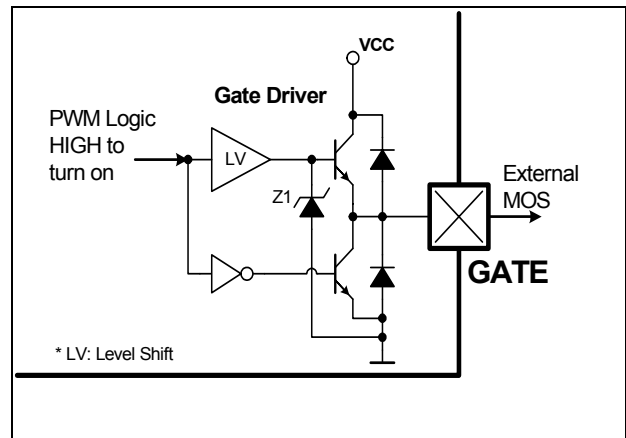 VCC
Gate Driver
PWM Logic
HIGH to
turn on
LV
Z1
External
MOS
GATE
* LV: Level Shift